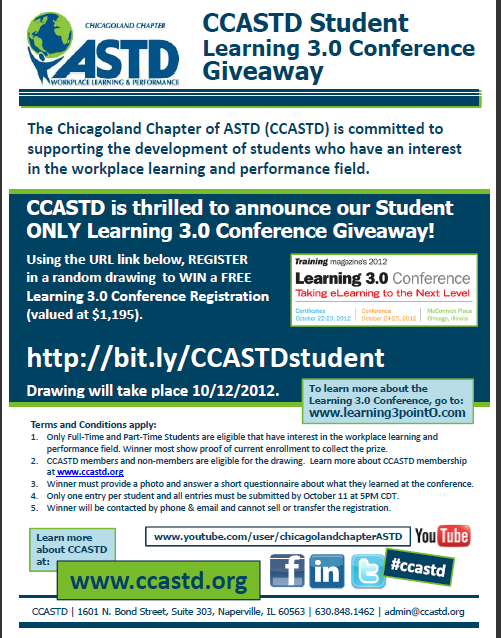 CHICAGOLAND CHAPTER
ASTD
WORKPLACE LEARNING & PERFORMANCE
CCASTD Student
Learning 3.0 Conference
Giveaway
The Chicagoland Chapter of ASTD (CCASTD) is committed to
supporting the development of students who have an interest
in the workplace learning and performance field.
CCASTD is thrilled to announce our Student
ONLY Learning 3.0 Conference Giveaway!
Using the URL link below, REGISTER
in a random drawing to WIN a FREE
Learning 3.0 Conference Registration
(valued at $1,195).
Training magazine's 2012
Learning 3.0 Conference
Taking eLearning to the Next Level
Certificates
October 22-23, 2012
Conference
October 24-25, 2012
McCormick Place
Chicago, Illinois
http://bit.ly/CCASTDstudent
Drawing will take place 10/12/2012.
To learn more about the
Learning 3.0 Conference, go to:
www.learning3point0.com
Terms and Conditions apply:
1. Only Full-Time and Part-Time Students are eligible that have interest in the workplace learning and
performance field. Winner must show proof of current enrollment to collect the prize.
2. CCASTD members and non-members are eligible for the drawing. Learn more about CCASTD membership
at www.ccastd.org
3. Winner must provide a photo and answer a short questionnaire about what they learned at the conference.
4. Only one entry per student and all entries must be submitted by October 11 at 5PM CDT.
5. Winner will be contacted by phone & email and cannot sell or transfer the registration.
Learn more
about CCASTD
at:
www.youtube.com/user/chicagolandchapterASTD
YouTube
www.ccastd.org
f
in
t
#ccastd
CCASTD | 1601 N. Bond Street, Suite 303, Naperville, IL 60563 | 630.848.1462 | admin@ccastd.org